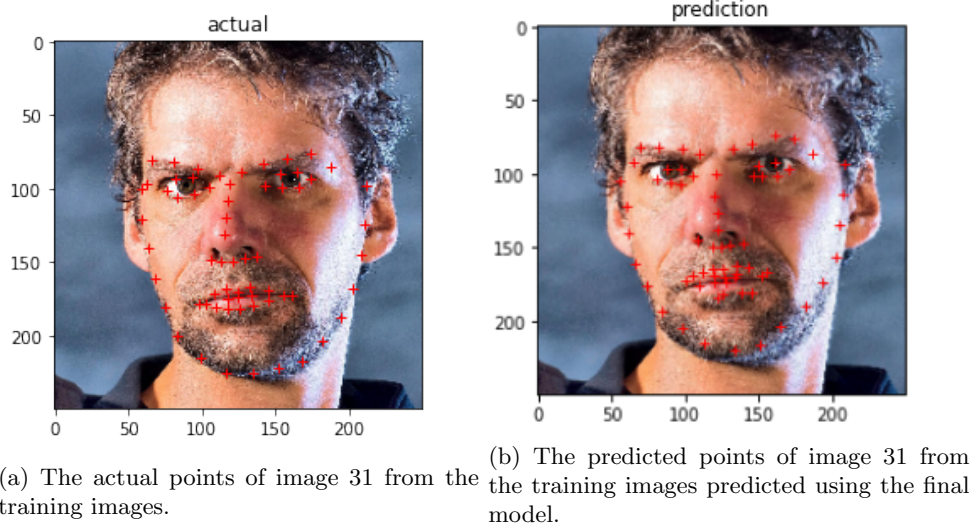 actual
0
50
100
150
200
0 50 100 150 200
(a) The actual points of image 31 from the
training images.
prediction
0
50
100
150
200
0 50 100 150 200
(b) The predicted points of image 31 from
the training images predicted using the final
model.